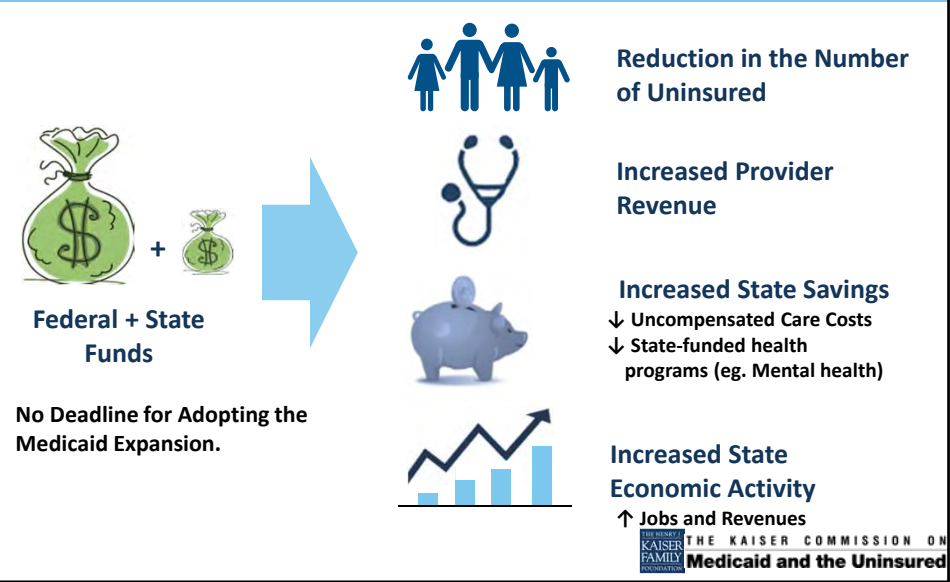 $
+
$
Federal + State
Funds
No Deadline for Adopting the
Medicaid Expansion.
Reduction in the Number
of Uninsured
Increased Provider
Revenue
Increased State Savings
↓ Uncompensated Care Costs
↓ State-funded health
programs (eg. Mental health)
Increased State
Economic Activity
↑ Jobs and Revenues
THE HENRY J.
KAISER
FAMILY
FOUNDATION
THE KAISER COMMISSION ON
Medicaid and the Uninsured